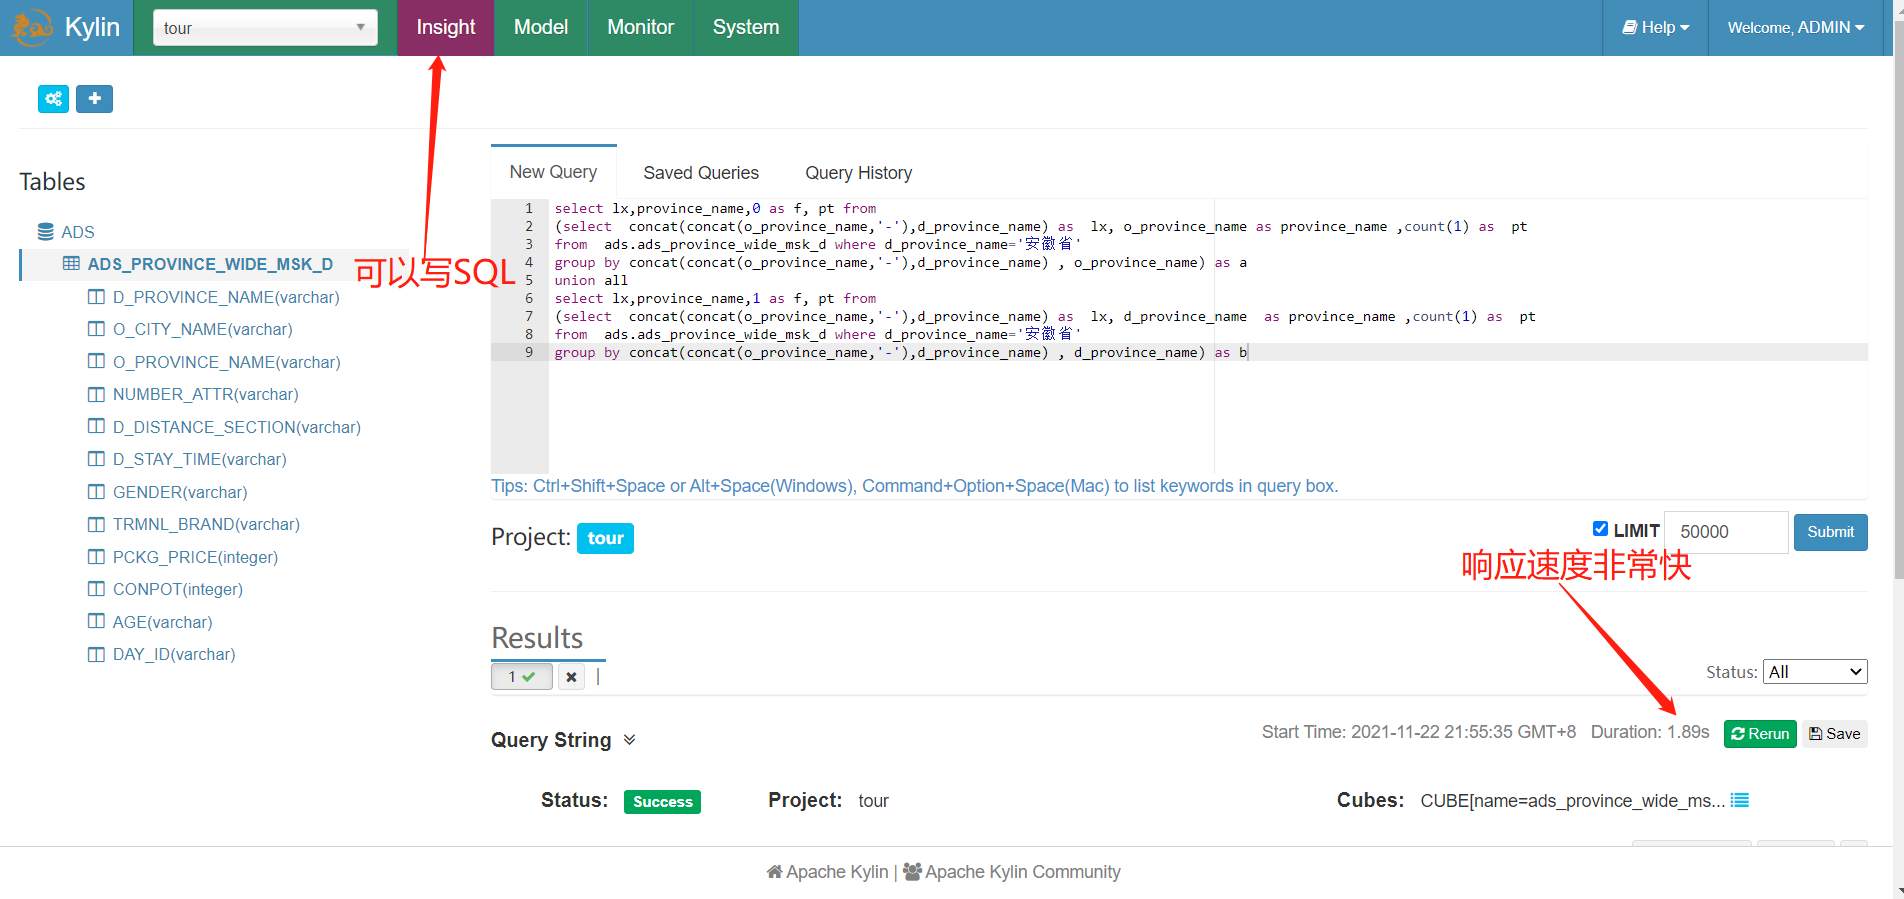 Kylin
tour
Insight
Model
Monitor
System
Help
Welcome, ADMIN
Tables
ADS
ADS_PROVINCE_WIDE_MSK_D
D_PROVINCE_NAME(varchar)
O_CITY_NAME(varchar)
O_PROVINCE_NAME(varchar)
NUMBER_ATTR(varchar)
D_DISTANCE_SECTION(varchar)
D_STAY_TIME(varchar)
GENDER(varchar)
TRMNL_BRAND(varchar)
PCKG_PRICE(integer)
CONPOT(integer)
AGE(varchar)
DAY_ID(varchar)
可以写SQL
New Query
Saved Queries
Query History
1 select lx,province_name,0 as f, pt from
2 (select  concat(concat(o_province_name,'-'),d_province_name) as  lx, o_province_name as province_name ,count(1) as  pt
3 from  ads.ads_province_wide_msk_d where d_province_name='安徽省'
4 group by concat(concat(o_province_name,'-'),d_province_name) , o_province_name) as a
5 union all
6 select lx,province_name,1 as f, pt from
7 (select  concat(concat(o_province_name,'-'),d_province_name) as  lx, d_province_name  as province_name ,count(1) as  pt
8 from  ads.ads_province_wide_msk_d where d_province_name='安徽省'
9 group by concat(concat(o_province_name,'-'),d_province_name) , d_province_name) as b
Tips: Ctrl+Shift+Space or Alt+Space(Windows), Command+Option+Space(Mac) to list keywords in query box.
Project: tour
LIMIT 50000 Submit
响应速度非常快
Results
1
Status: All
Query String
Start Time: 2021-11-22 21:55:35 GMT+8 Duration: 1.89s Rerun Save
Status: Success Project: tour Cubes: CUBE[name=ads_province_wide_ms...
Apache Kylin | Apache Kylin Community